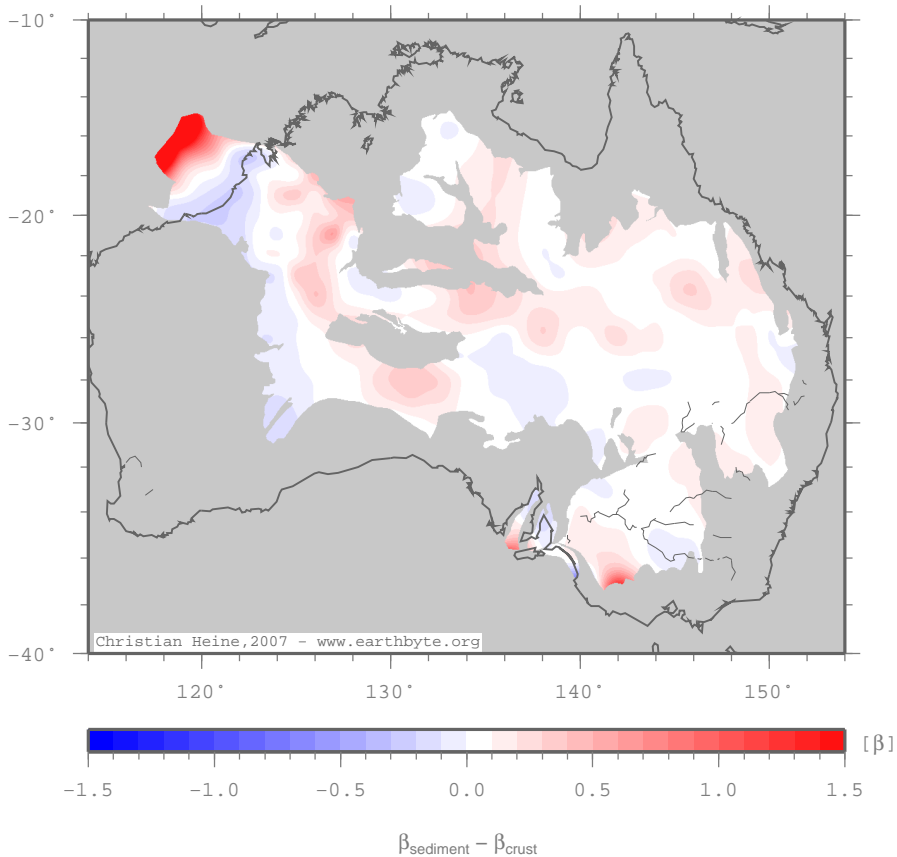 −10˚
−20˚
−30˚
−40˚
Christian Heine,2007 - www.earthbyte.org
120˚ 130˚ 140˚ 150˚
[β]
−1.5 −1.0 −0.5 0.0 0.5 1.0 1.5
βsediment − βcrust